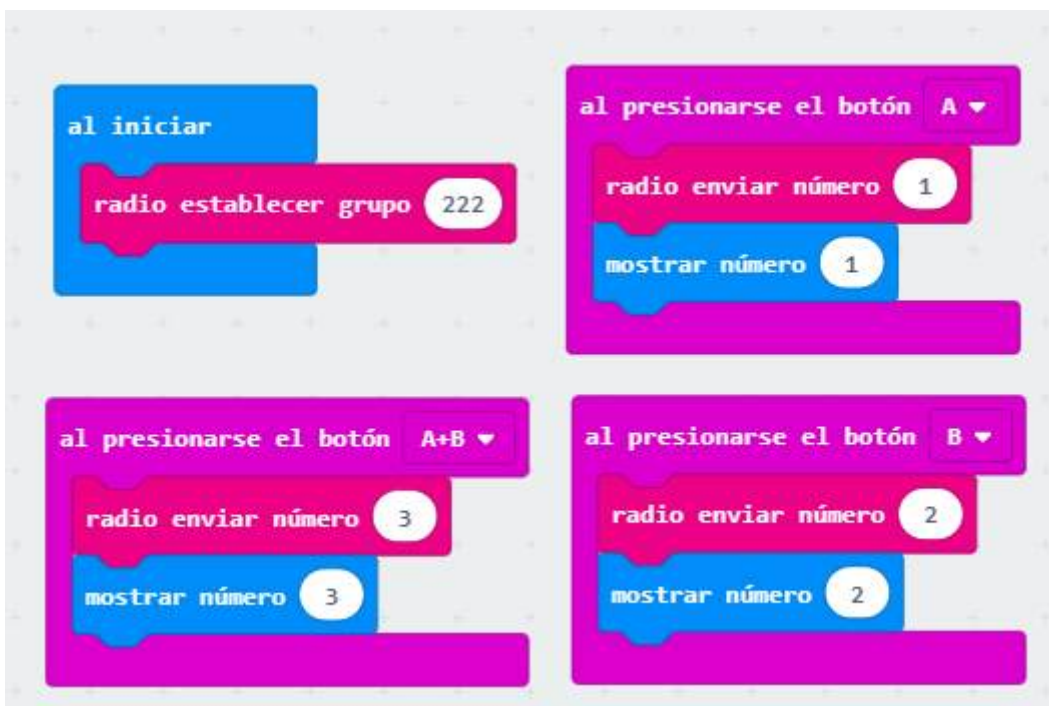 al iniciar
radio establecer grupo 222
al presionarse el botón A
radio enviar número 1
mostrar número 1
al presionarse el botón A+B
radio enviar número 3
mostrar número 3
al presionarse el botón B
radio enviar número 2
mostrar número 2